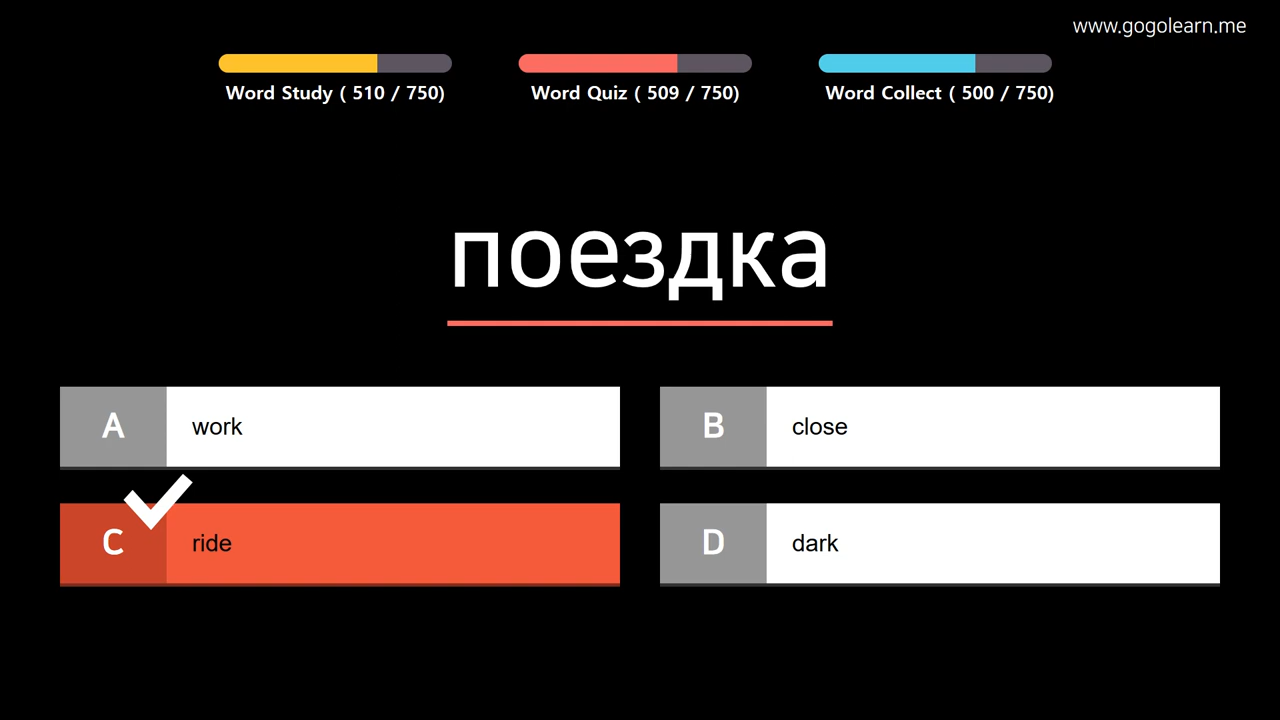 www.gogolearn.me
Word Study ( 510 / 750)
Word Quiz ( 509 / 750)
Word Collect ( 500 / 750)
поездка
A work
B close
C ride
D dark